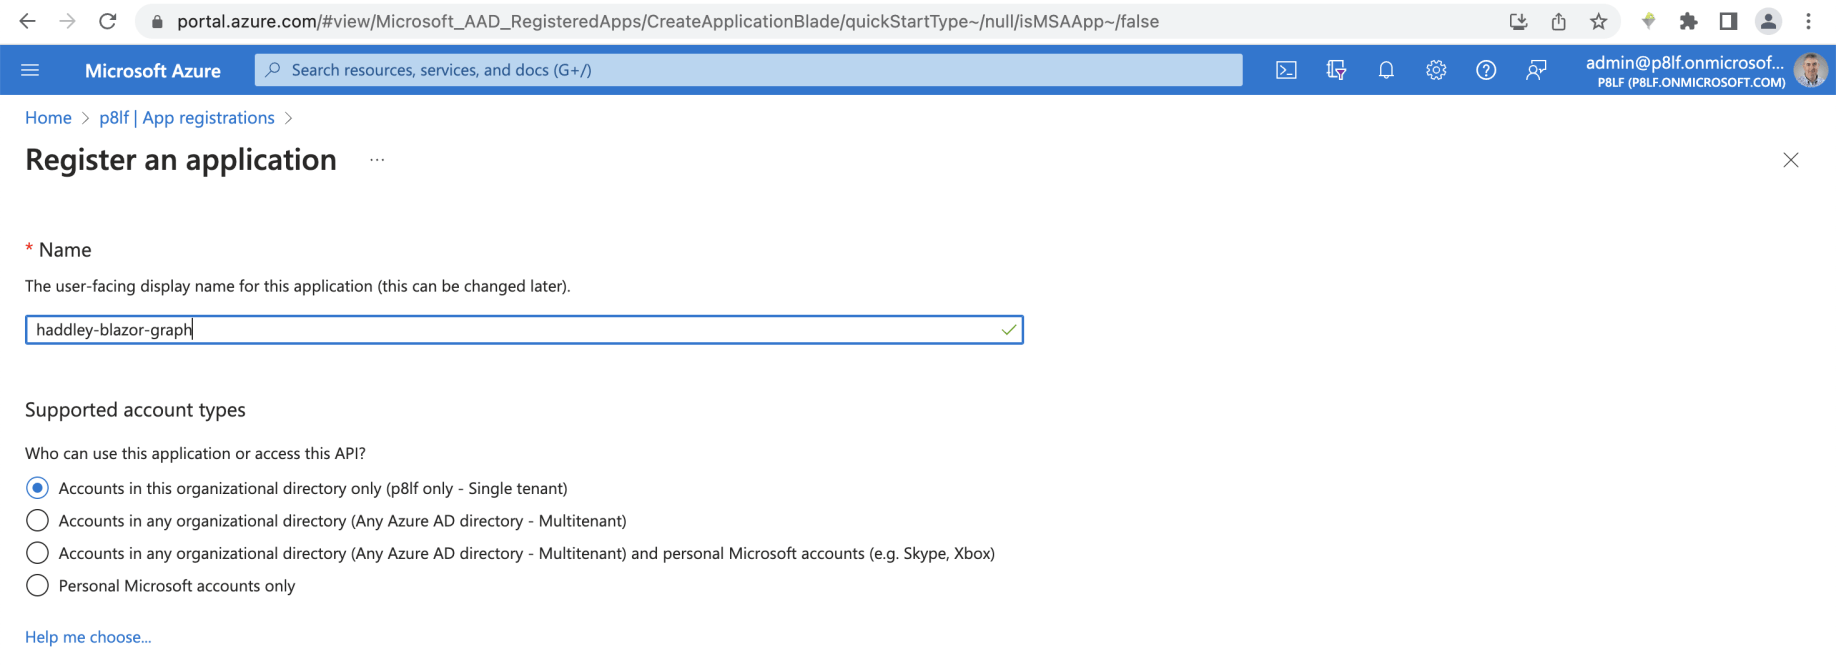 portal.azure.com/#view/Microsoft_AAD_RegisteredApps/CreateApplicationBlade/quickStartType~/null/isMSAApp~/false
Microsoft Azure
Search resources, services, and docs (G+/)
admin@p8lf.onmicrosof...
P8LF (P8LF.ONMICROSOFT.COM)
Home > p8lf | App registrations >
Register an application ...
* Name
The user-facing display name for this application (this can be changed later).
haddley-blazor-graph
Supported account types
Who can use this application or access this API?
Accounts in this organizational directory only (p8lf only - Single tenant)
Accounts in any organizational directory (Any Azure AD directory - Multitenant)
Accounts in any organizational directory (Any Azure AD directory - Multitenant) and personal Microsoft accounts (e.g. Skype, Xbox)
Personal Microsoft accounts only
Help me choose...